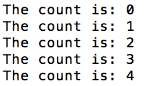 The count is: 0
The count is: 1
The count is: 2
The count is: 3
The count is: 4